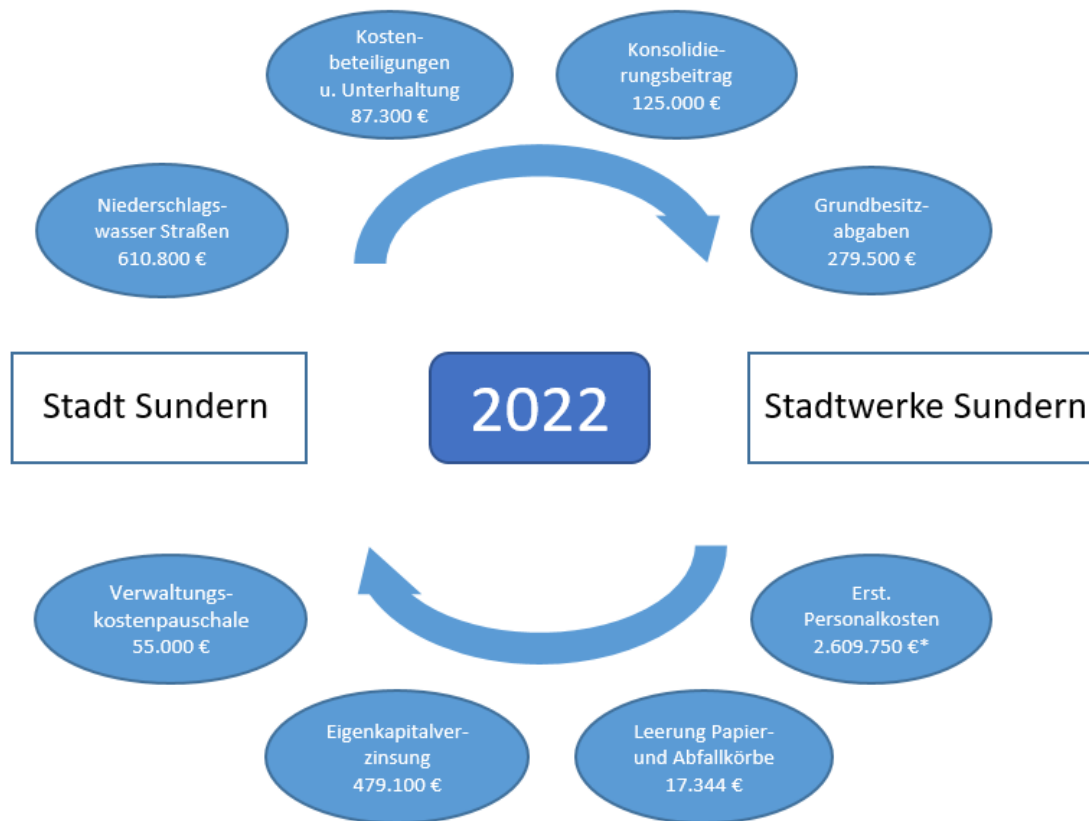 Kosten-
beteiligungen
u. Unterhaltung
87.300 €
Konsolidie-
rungsbeitrag
125.000 €
Niederschlags-
wasser Straßen
610.800 €
Grundbesitz-
abgaben
279.500 €
Stadt Sundern
2022
Stadtwerke Sundern
Verwaltungs-
kostenpauschale
55.000 €
Erst.
Personalkosten
2.609.750 €*
Eigenkapitalver-
zinsung
479.100 €
Leerung Papier-
und Abfallkörbe
17.344 €